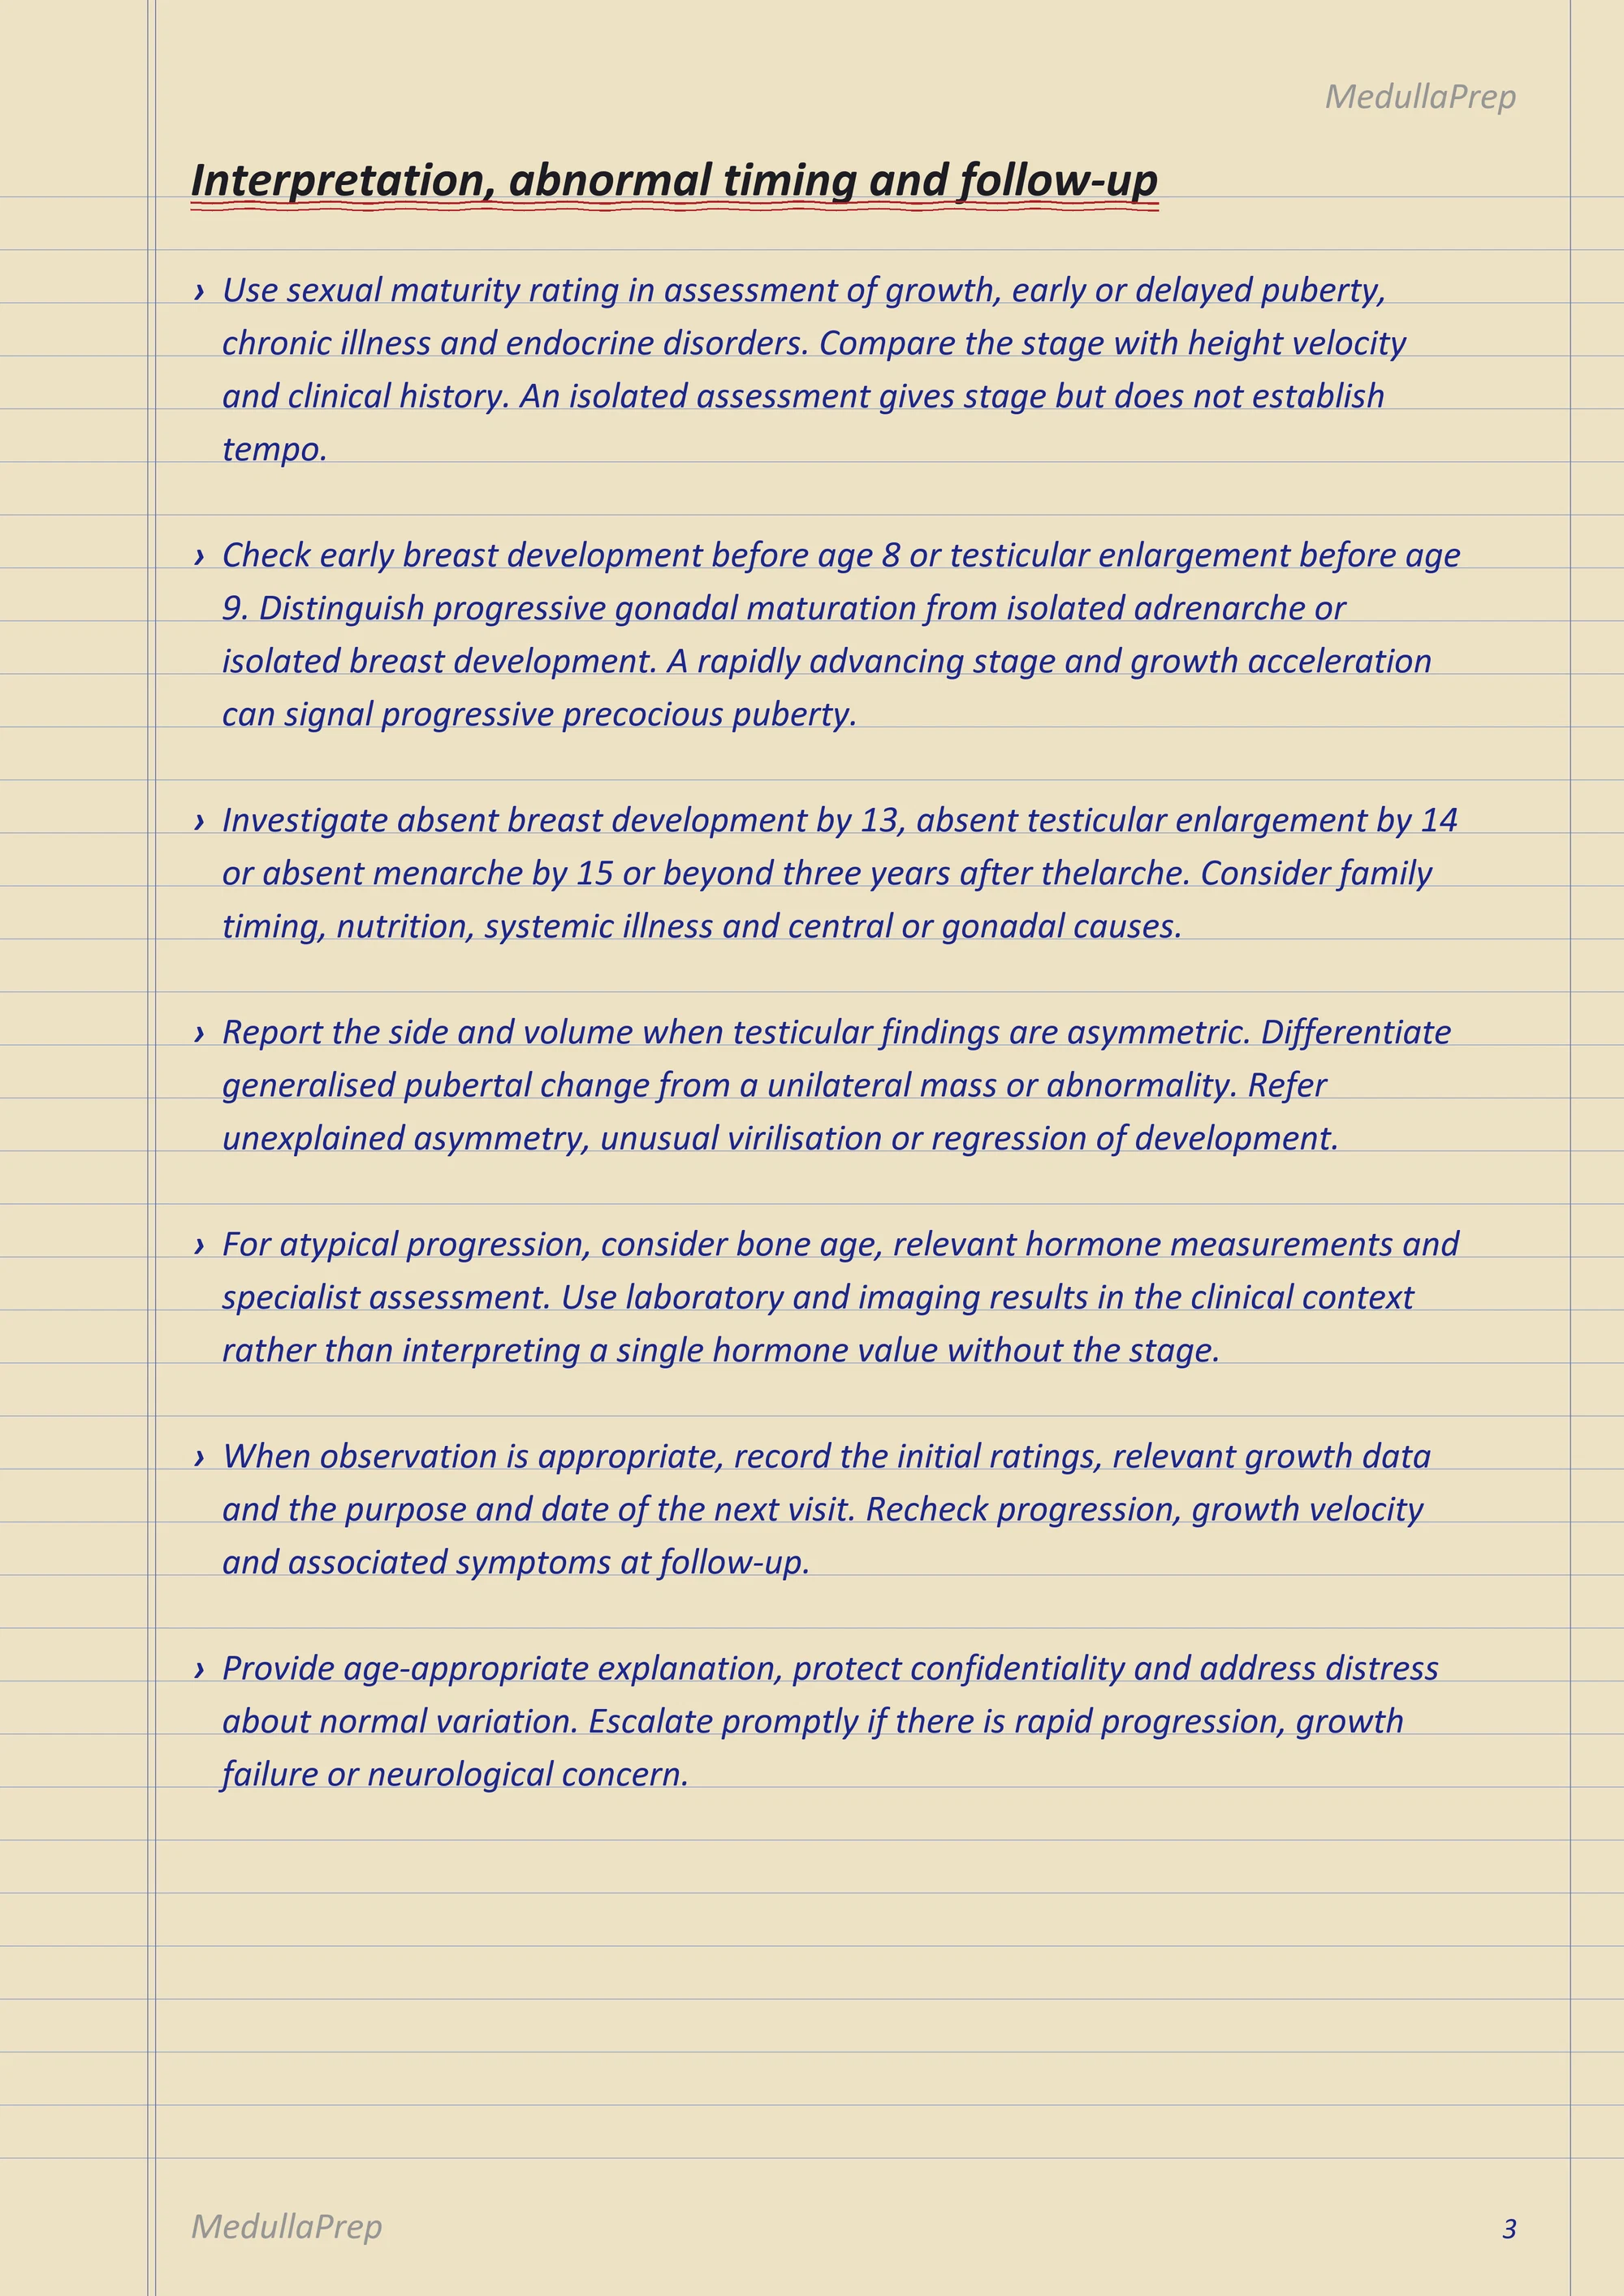 MedullaPrep
Interpretation, abnormal timing and follow-up
› Use sexual maturity rating in assessment of growth, early or delayed puberty,
chronic illness and endocrine disorders. Compare the stage with height velocity
and clinical history. An isolated assessment gives stage but does not establish
tempo.
› Check early breast development before age 8 or testicular enlargement before age
9. Distinguish progressive gonadal maturation from isolated adrenarche or
isolated breast development. A rapidly advancing stage and growth acceleration
can signal progressive precocious puberty.
› Investigate absent breast development by 13, absent testicular enlargement by 14
or absent menarche by 15 or beyond three years after thelarche. Consider family
timing, nutrition, systemic illness and central or gonadal causes.
› Report the side and volume when testicular findings are asymmetric. Differentiate
generalised pubertal change from a unilateral mass or abnormality. Refer
unexplained asymmetry, unusual virilisation or regression of development.
› For atypical progression, consider bone age, relevant hormone measurements and
specialist assessment. Use laboratory and imaging results in the clinical context
rather than interpreting a single hormone value without the stage.
› When observation is appropriate, record the initial ratings, relevant growth data
and the purpose and date of the next visit. Recheck progression, growth velocity
and associated symptoms at follow-up.
› Provide age-appropriate explanation, protect confidentiality and address distress
about normal variation. Escalate promptly if there is rapid progression, growth
failure or neurological concern.
MedullaPrep
3